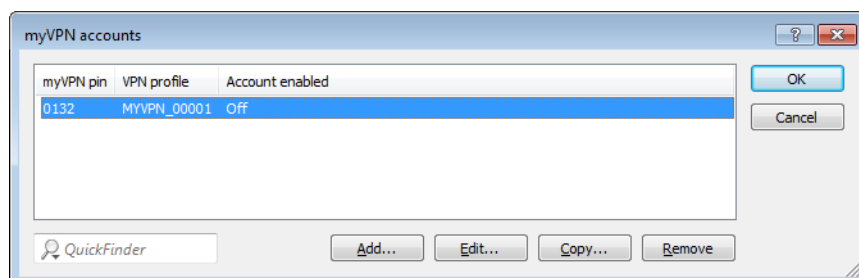 myVPN accounts
myVPN pin VPN profile Account enabled
0132 MYVPN_00001 Off
OK
Cancel
QuickFinder
Add... Edit... Copy... Remove